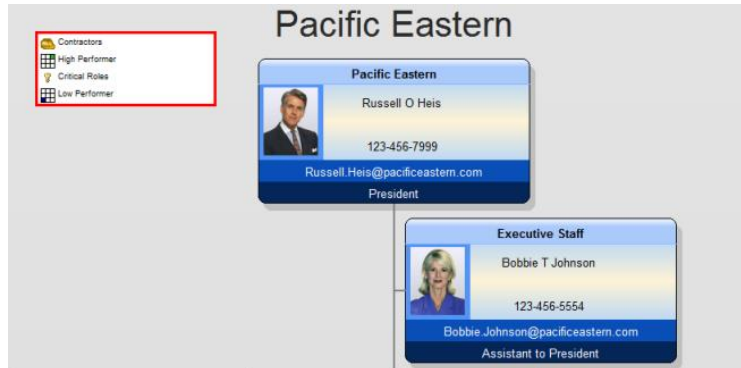 Pacific Eastern
Contractors
High Performer
Critical Roles
Low Performer
Pacific Eastern
Russell O Heis
123-456-7999
Russell.Heis@pacificeastern.com
President
Executive Staff
Bobbie T Johnson
123-456-5554
Bobbie.Johnson@pacificeastern.com
Assistant to President